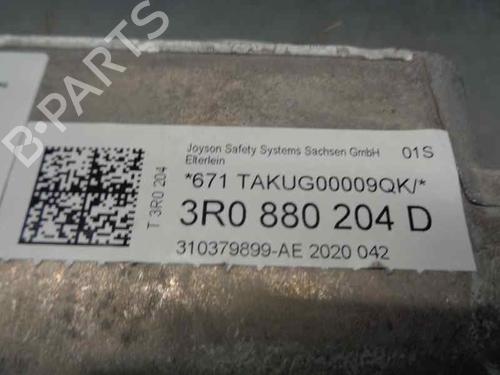 Joyson Safety Systems Sachsen GmbH
Elterlein
01S
*671 TAKUG00009QK/*
3R0 880 204 D
310379899-AE 2020 042
T 3R0 204
B-PARTS